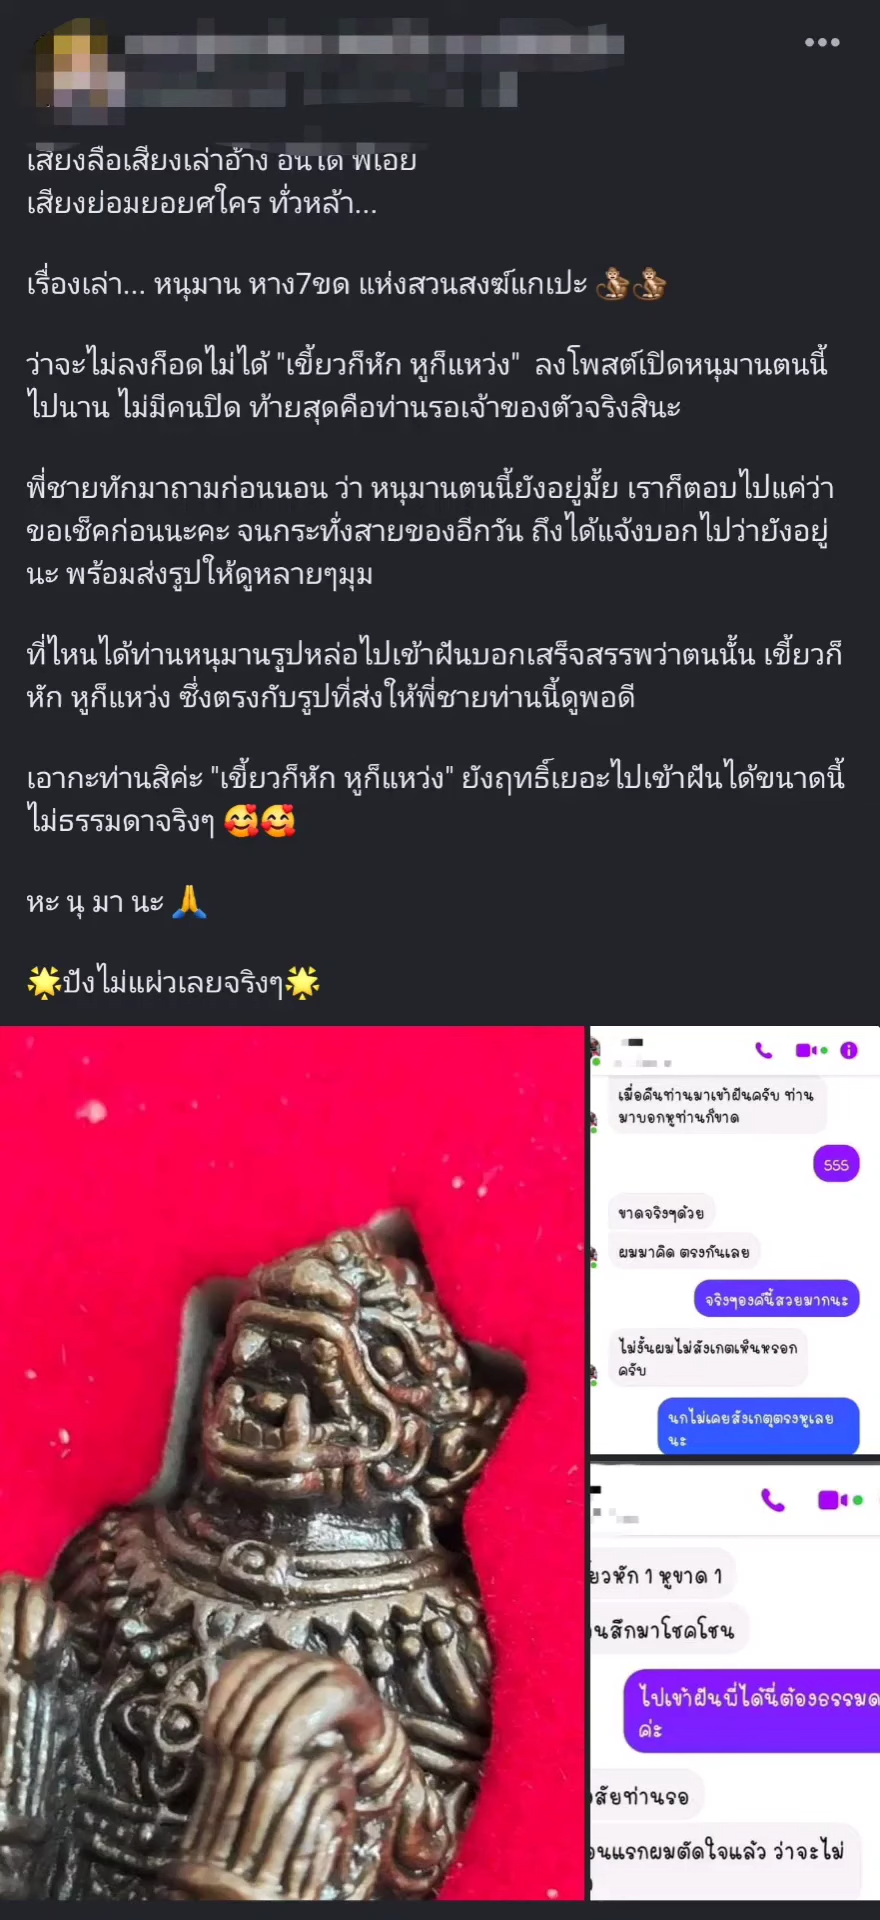 เสียงลือเสียงเล่าอ้าง อันใด พี่เอย
เสียงย่อมยอยศใคร ทั่วหล้า...
เรื่องเล่า... หนุมาน หาง7ขด แห่งสวนสงฆ์แกเปะ 🐒🐒
ว่าจะไม่ลงก็อดไม่ได้ "เขี้ยวก็หัก หูก็แหว่ง" ลงโพสต์เปิดหนุมานตนนี้
ไปนาน ไม่มีคนปิด ท้ายสุดคือท่านรอเจ้าของตัวจริงสินะ
พี่ชายทักมาถามก่อนนอน ว่า หนุมานตนนี้ยังอยู่มั้ย เราก็ตอบไปแค่ว่า
ขอเช็คก่อนนะคะ จนกระทั่งสายของอีกวัน ถึงได้แจ้งบอกไปว่ายังอยู่
นะ พร้อมส่งรูปให้ดูหลายๆมุม
ที่ไหนได้ท่านหนุมานรูปหล่อไปเข้าฝันบอกเสร็จสรรพว่าตนนั้น เขี้ยวก็
หัก หูก็แหว่ง ซึ่งตรงกับรูปที่ส่งให้พี่ชายท่านนี้ดูพอดี
เอากะท่านสิค่ะ "เขี้ยวก็หัก หูก็แหว่ง" ยังฤทธิ์เยอะไปเข้าฝันได้ขนาดนี้
ไม่ธรรมดาจริงๆ 🥰🥰
หะ นุ มา นะ 🙏
🌟ปังไม่แผ่วเลยจริงๆ🌟
เมื่อคืนท่านมาเข้าฝันครับ ท่าน
มาบอกหูท่านก็ขาด
555
ขาดจริงๆด้วย
ผมมาคิด ตรงกันเลย
จริงๆองค์นี้สวยมากนะ
ไม่งั้นผมไม่สังเกตเห็นหรอก
ครับ
นกไม่เคยสังเกตุตรงหูเลย
นะ
ยวหัก 1 หูขาด 1
นสึกมาโชคโชน
ไปเข้าฝันพี่ได้นี่ต้องธรรมด
ค่ะ
สัยท่านรอ
อนแรกผมตัดใจแล้ว ว่าจะไม่